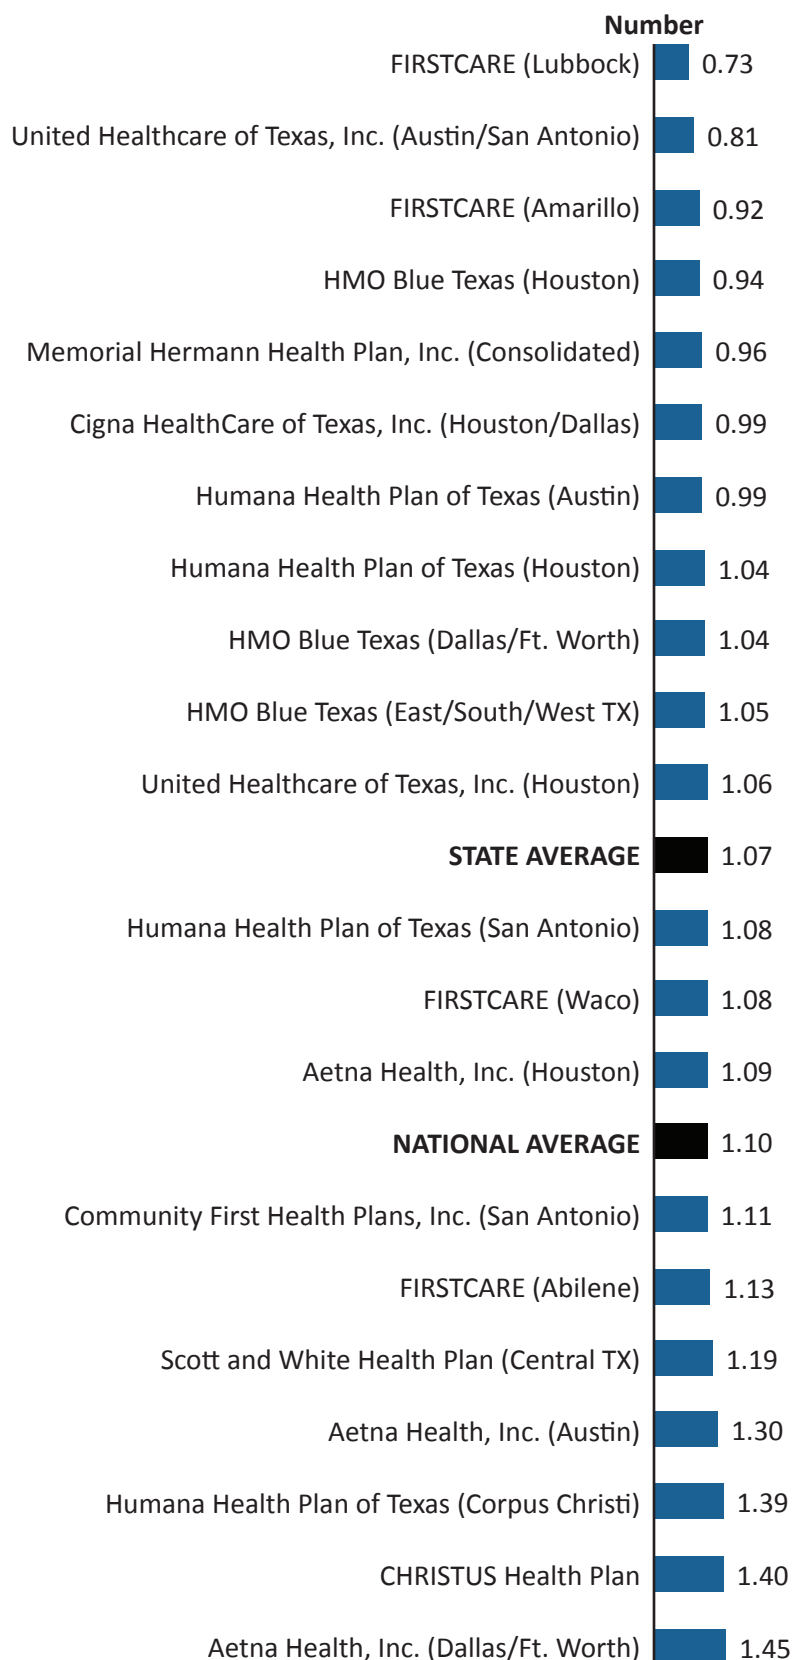 Number
FIRSTCARE (Lubbock) 0.73
United Healthcare of Texas, Inc. (Austin/San Antonio) 0.81
FIRSTCARE (Amarillo) 0.92
HMO Blue Texas (Houston) 0.94
Memorial Hermann Health Plan, Inc. (Consolidated) 0.96
Cigna HealthCare of Texas, Inc. (Houston/Dallas) 0.99
Humana Health Plan of Texas (Austin) 0.99
Humana Health Plan of Texas (Houston) 1.04
HMO Blue Texas (Dallas/Ft. Worth) 1.04
HMO Blue Texas (East/South/West TX) 1.05
United Healthcare of Texas, Inc. (Houston) 1.06
STATE AVERAGE 1.07
Humana Health Plan of Texas (San Antonio) 1.08
FIRSTCARE (Waco) 1.08
Aetna Health, Inc. (Houston) 1.09
NATIONAL AVERAGE 1.10
Community First Health Plans, Inc. (San Antonio) 1.11
FIRSTCARE (Abilene) 1.13
Scott and White Health Plan (Central TX) 1.19
Aetna Health, Inc. (Austin) 1.30
Humana Health Plan of Texas (Corpus Christi) 1.39
CHRISTUS Health Plan 1.40
Aetna Health, Inc. (Dallas/Ft. Worth) 1.45